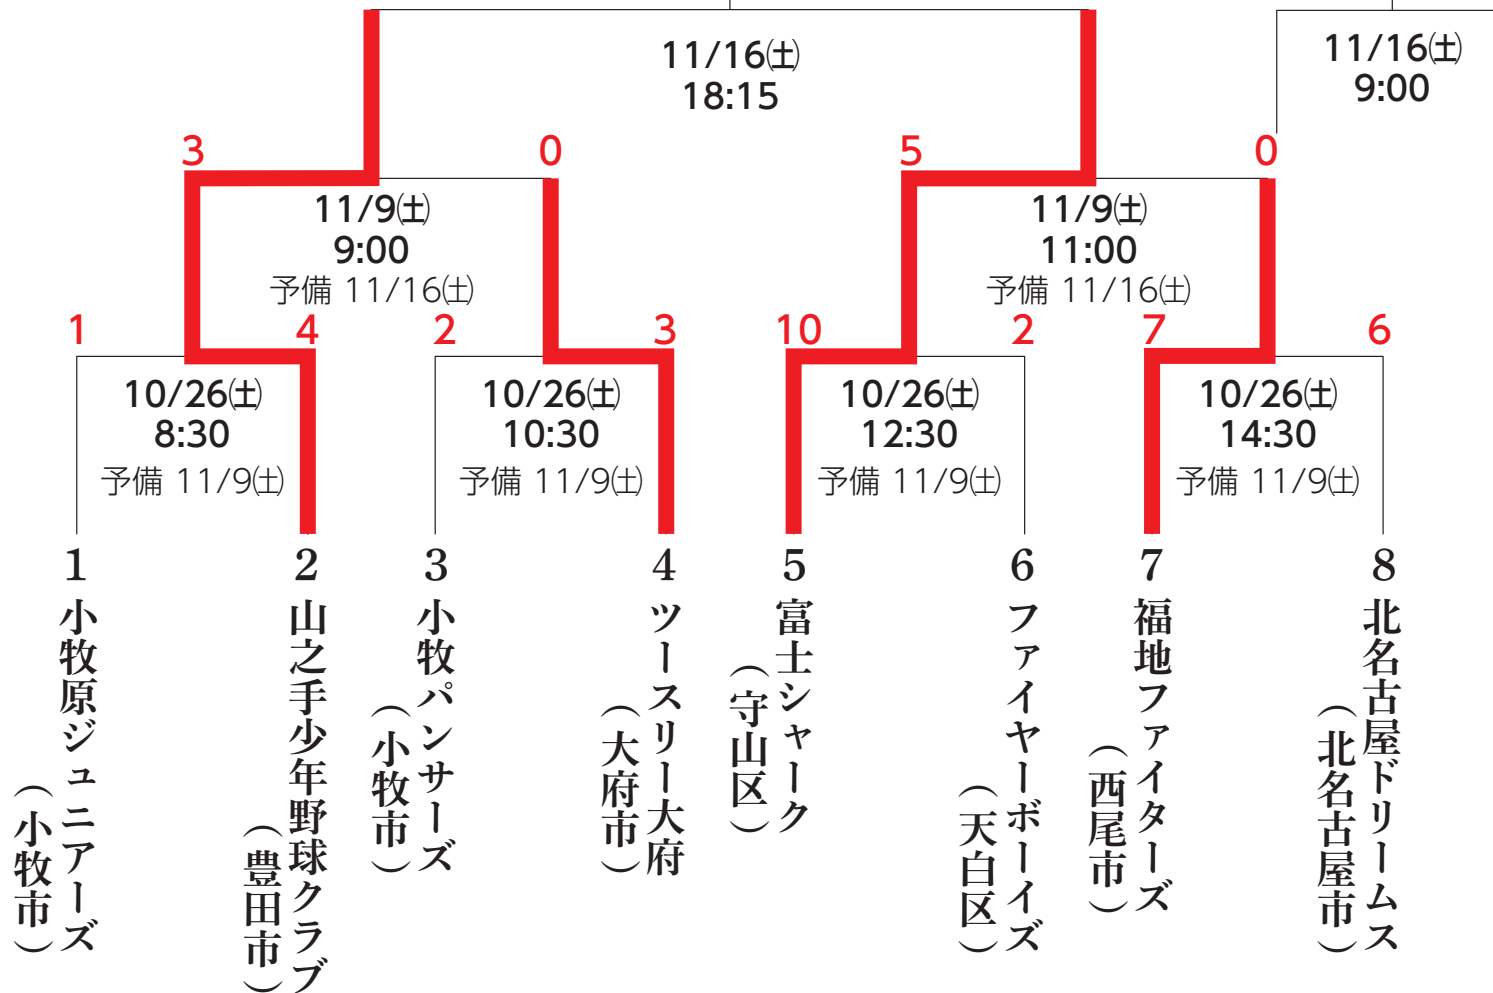 11/16㈯
18:15
11/16㈯
9:00
3
0
5
0
11/9㈯
9:00
予備 11/16㈯
11/9㈯
11:00
予備 11/16㈯
1
4
2
3
10
2
7
6
10/26㈯
8:30
予備 11/9㈯
10/26㈯
10:30
予備 11/9㈯
10/26㈯
12:30
予備 11/9㈯
10/26㈯
14:30
予備 11/9㈯
1
小牧原ジュニアーズ
（小牧市）
2
山之手少年野球クラブ
（豊田市）
3
小牧パンサーズ
（小牧市）
4
ツースリー大府
（大府市）
5
富士シャーク
（守山区）
6
ファイヤーボーイズ
（天白区）
7
福地ファイターズ
（西尾市）
8
北名古屋ドリームス
（北名古屋市）